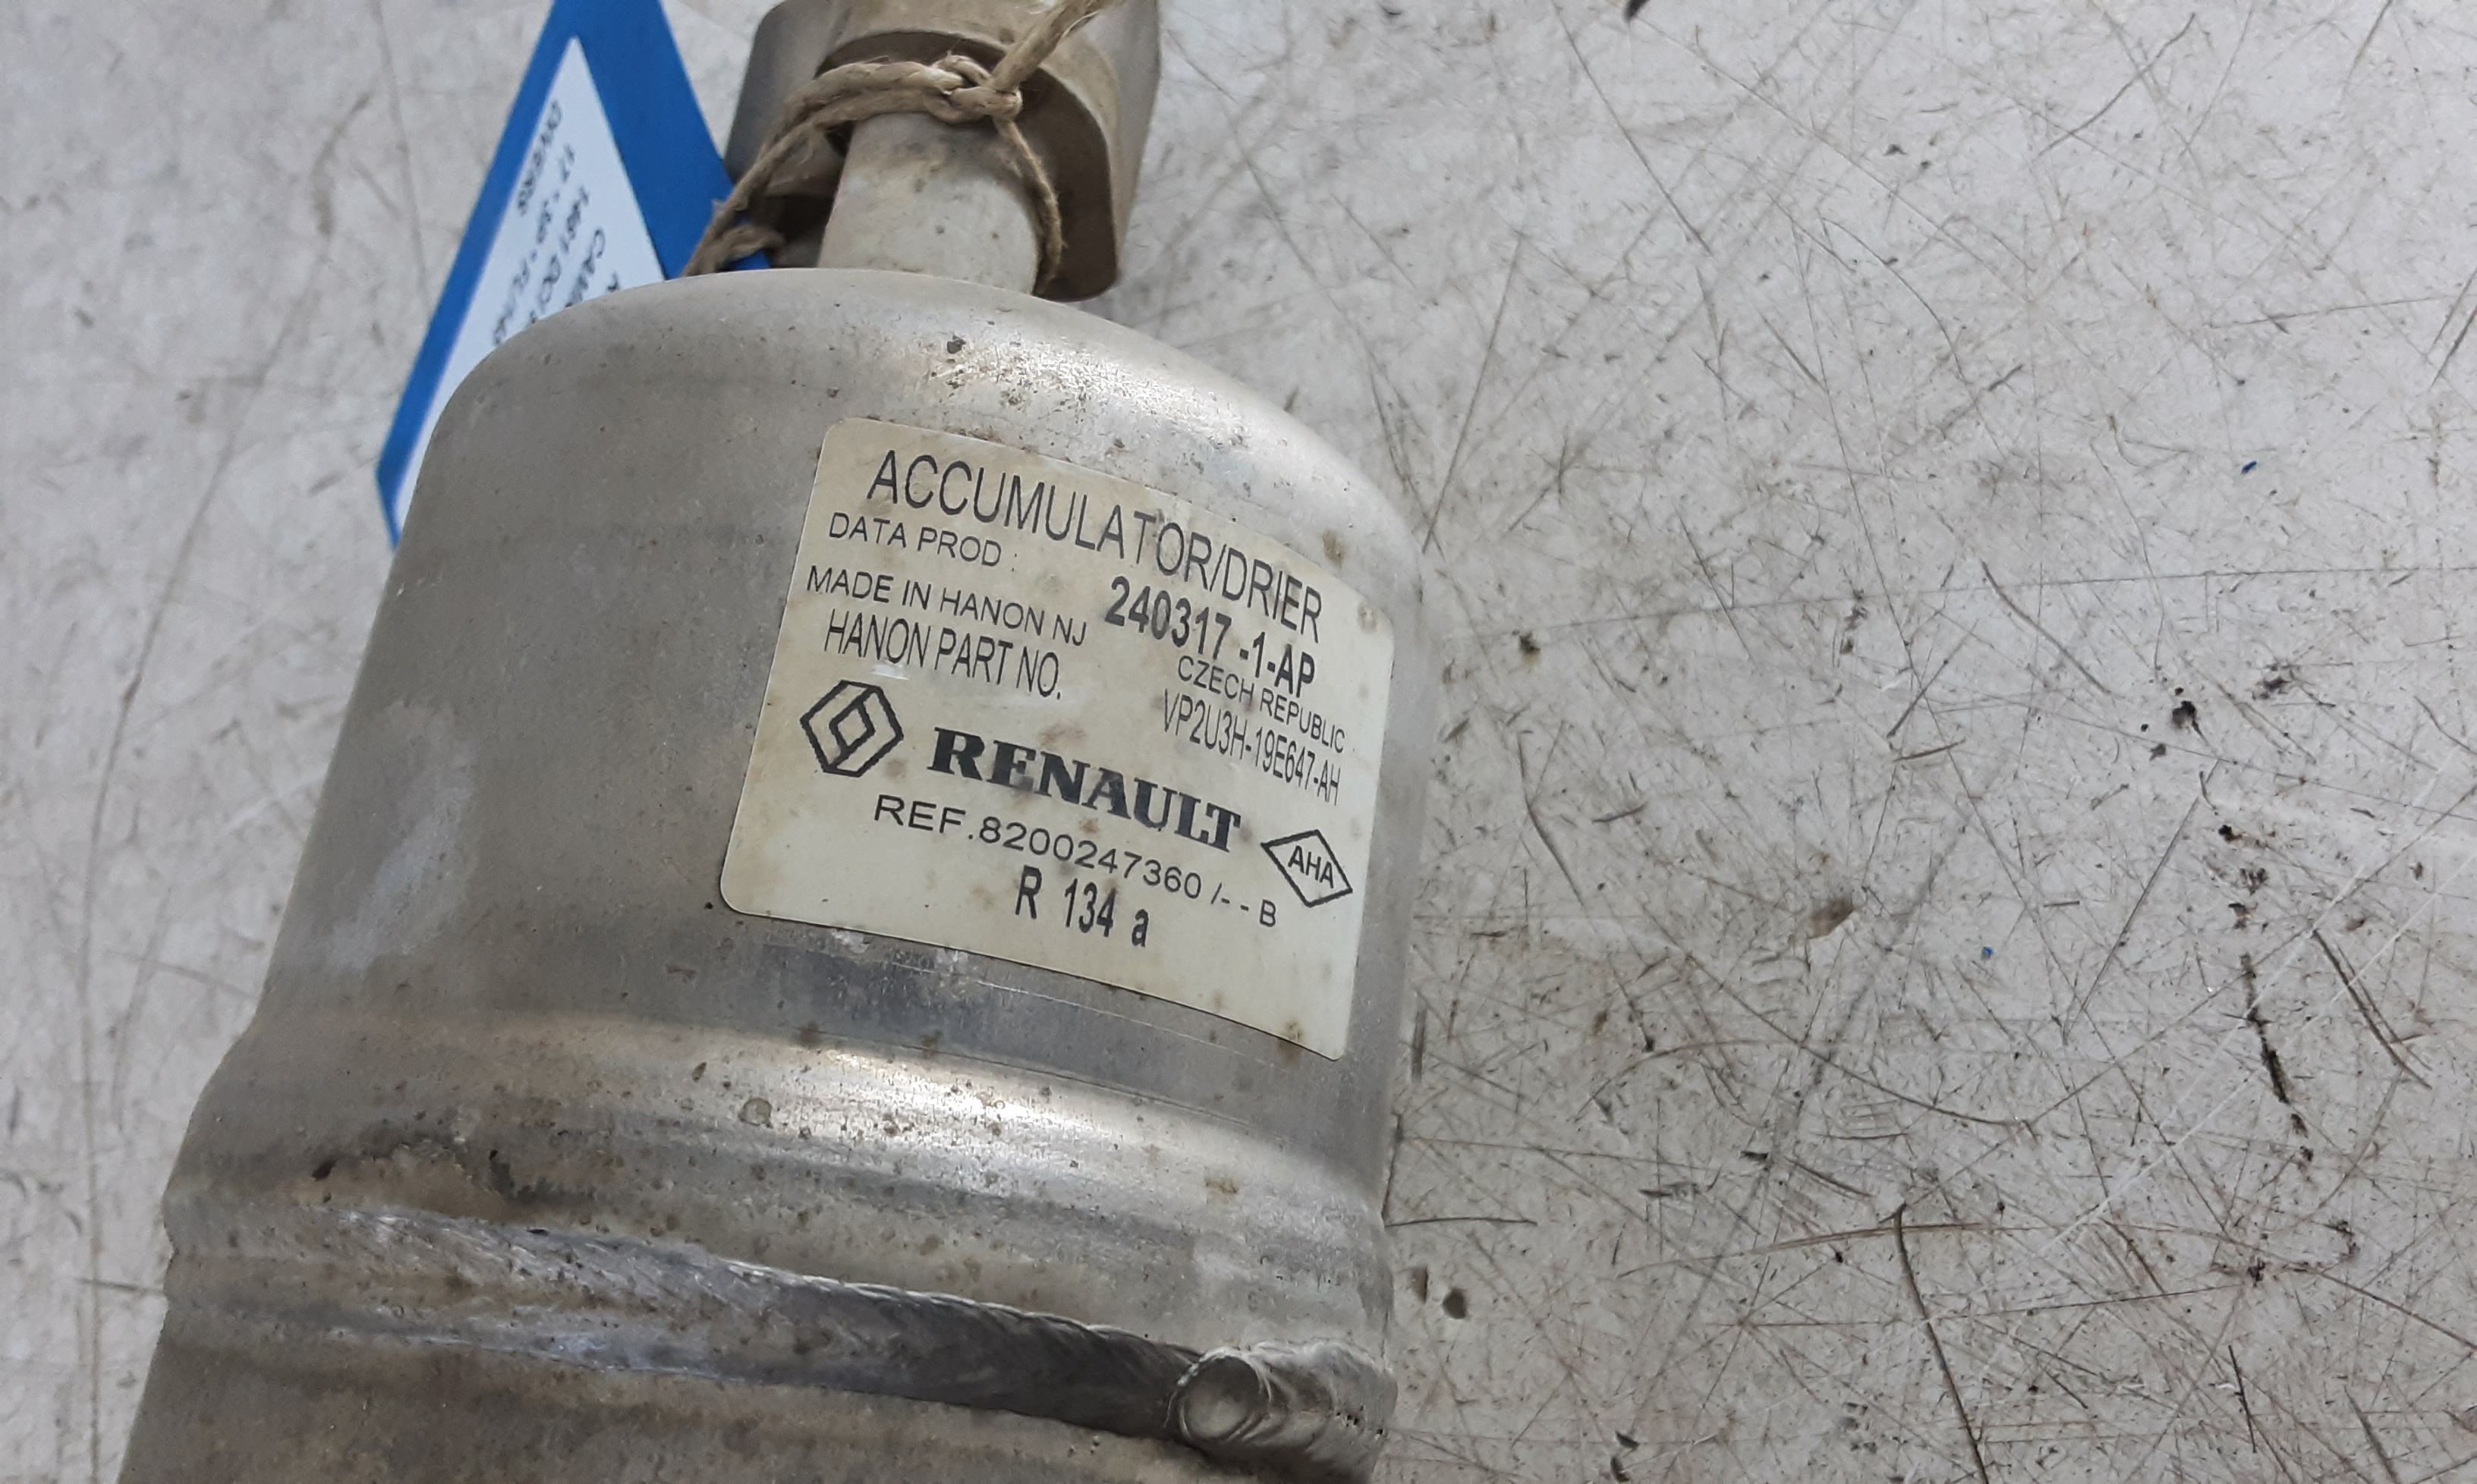 ACCUMULATOR/DRIER
DATA PROD : 240317 -1-AP
MADE IN HANON NJ CZECH REPUBLIC
HANON PART NO. VP2U3H-19E647-AH
RENAULT AHA
REF.8200247360 /- - B
R 134 a
DIVERS